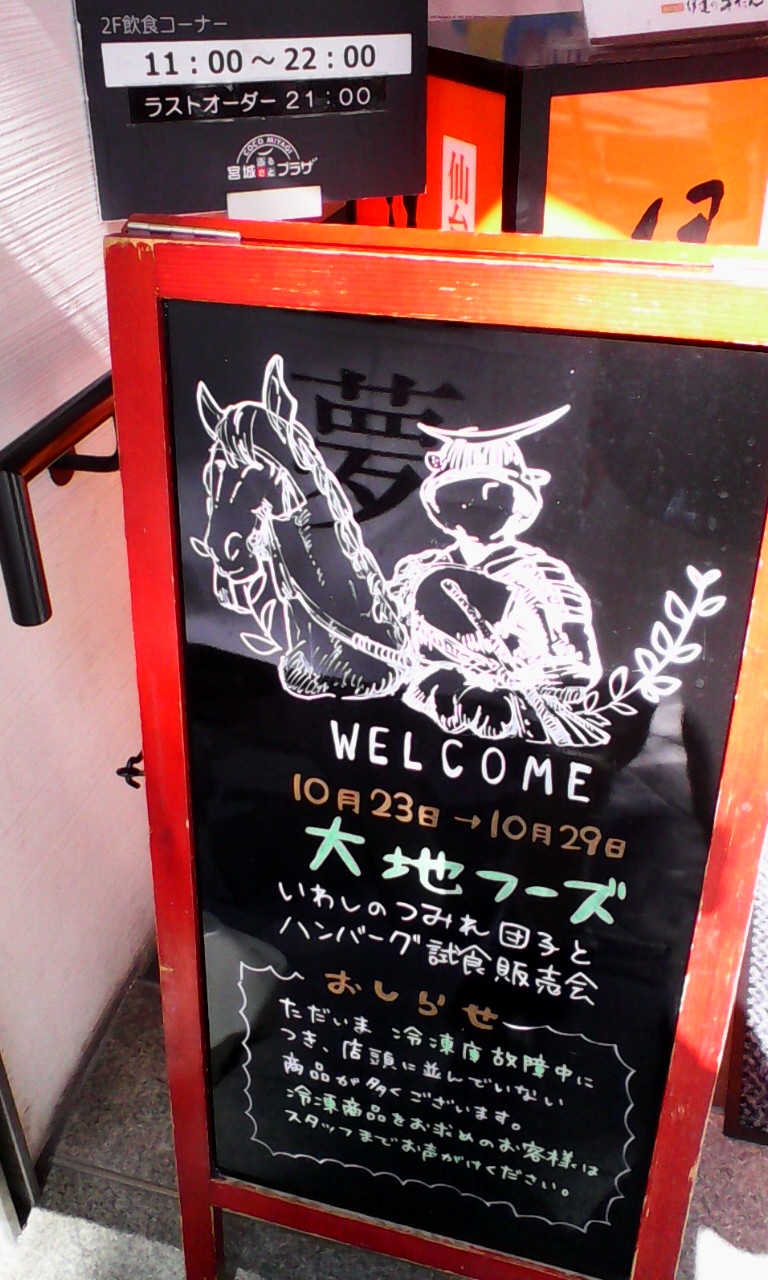 2F飲食コーナー
11：00～22：00
ラストオーダー 21：00
COCO MIYAGI
宮城ふるさとプラザ
仙台
夢
WELCOME
10月23日→10月29日
大地フーズ
いわしのつみれ団子と
ハンバーグ試食販売会
おしらせ
ただいま 冷凍庫故障中に
つき、店頭に並んでいない
商品が多くございます。
冷凍商品をお求めのお客様は
スタッフまでお声がけください。